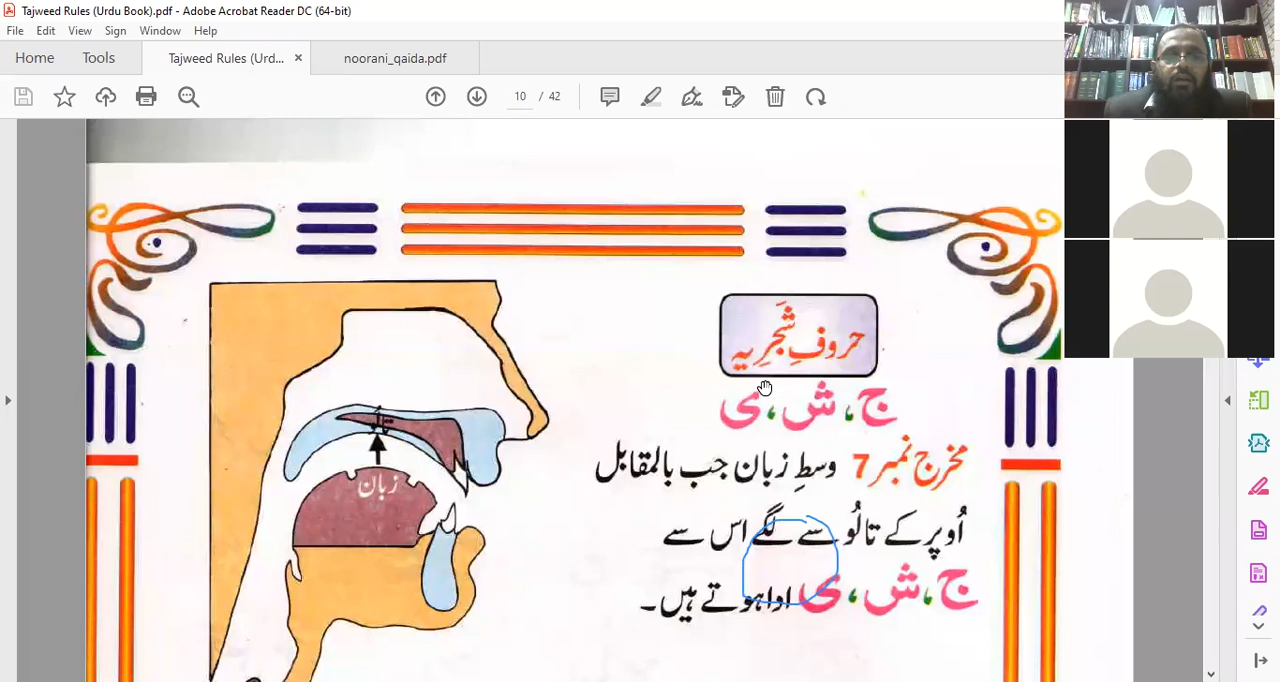 Tajweed Rules (Urdu Book).pdf - Adobe Acrobat Reader DC (64-bit)
File Edit View Sign Window Help
Home Tools Tajweed Rules (Urd... × noorani_qaida.pdf
10 / 42
حروفِ شَجَرِیہ
ج، ش، ی
مخرج نمبر 7 وسطِ زبان جب بالمقابل
اُوپر کے تالُو سے لگے اس سے
ج، ش، ی ادا ہوتے ہیں۔
زبان